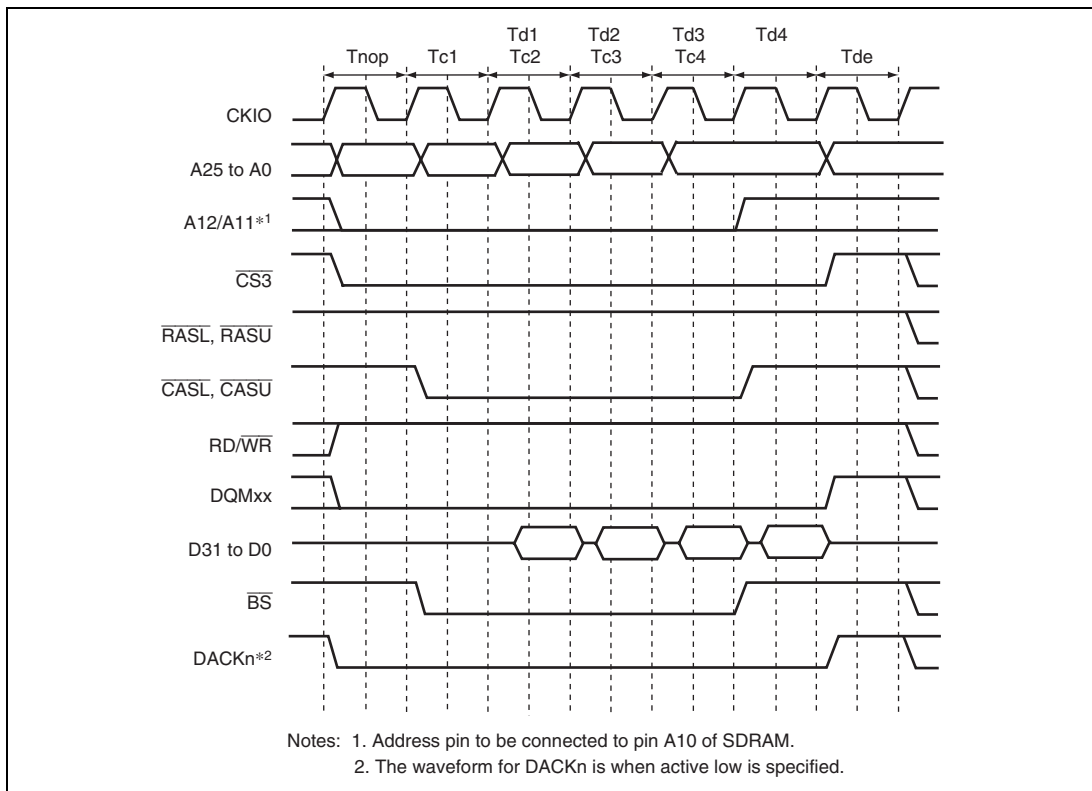 Td1 Td2 Td3 Td4
Tnop Tc1 Tc2 Tc3 Tc4 Tde
CKIO
A25 to A0
A12/A11*1
CS3
RASL, RASU
CASL, CASU
RD/WR
DQMxx
D31 to D0
BS
DACKn*2
Notes: 1. Address pin to be connected to pin A10 of SDRAM.
2. The waveform for DACKn is when active low is specified.